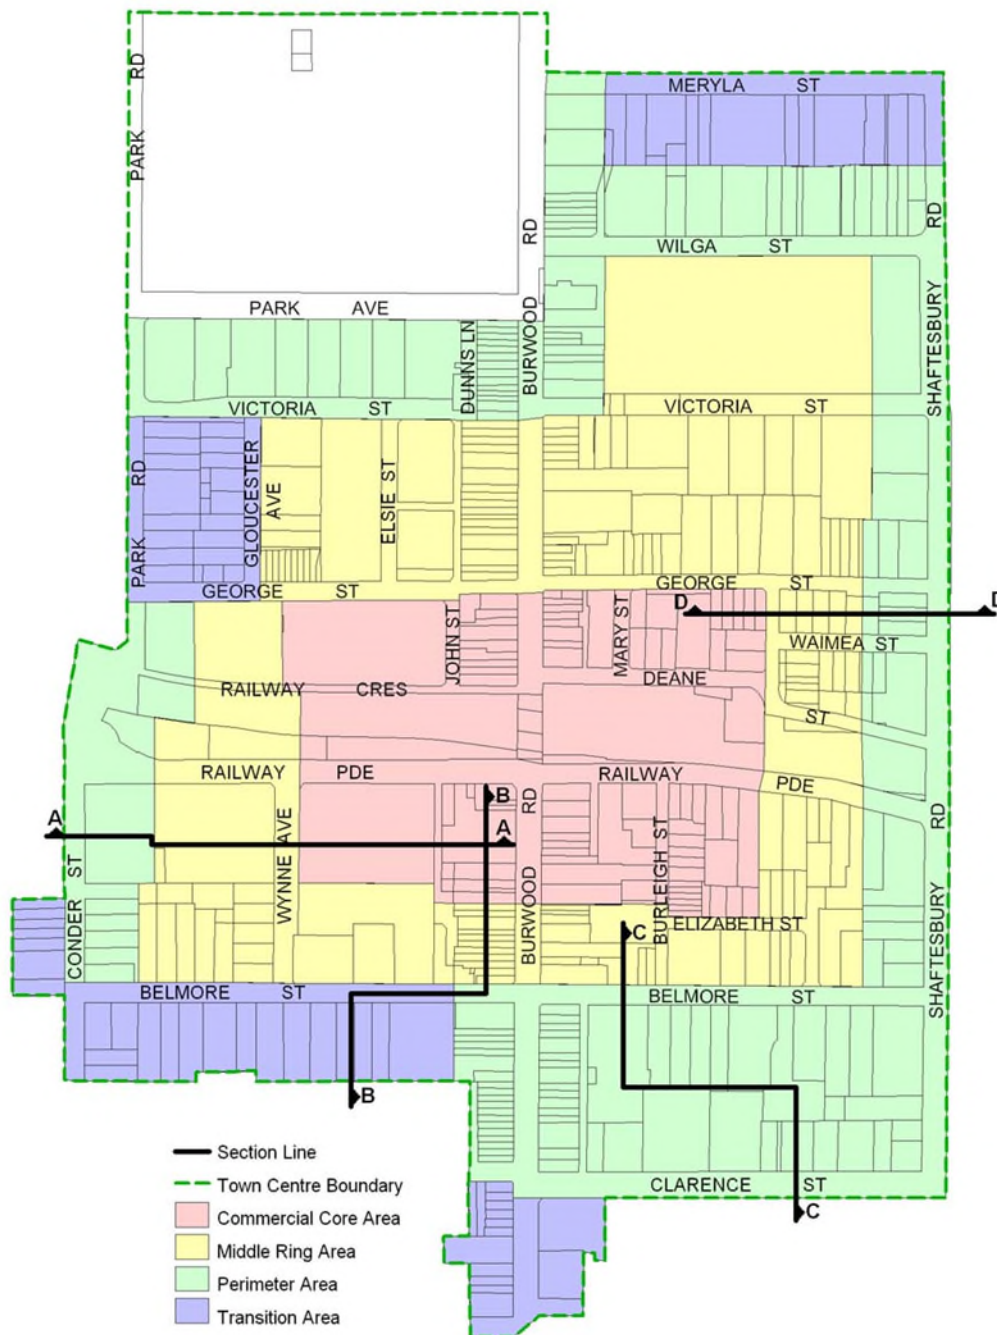 MERYLA ST
PARK RD
RD
RD
WILGA ST
PARK AVE
BURWOOD
DUNNS LN
SHAFTESBURY
VICTORIA ST
VICTORIA ST
PARK RD
GLOUCESTER AVE
ELSIE ST
GEORGE ST
GEORGE ST
D
D
JOHN ST
MARY ST
WAIMEA ST
RAILWAY CRES
DEANE ST
RAILWAY PDE
RAILWAY PDE
B
RD
RD
A
A
CONDER ST
WYNNE AVE
BURWOOD
BURLEIGH ST
ELIZABETH ST
C
SHAFTESBURY
BELMORE ST
BELMORE ST
B
CLARENCE ST
C
Section Line
Town Centre Boundary
Commercial Core Area
Middle Ring Area
Perimeter Area
Transition Area